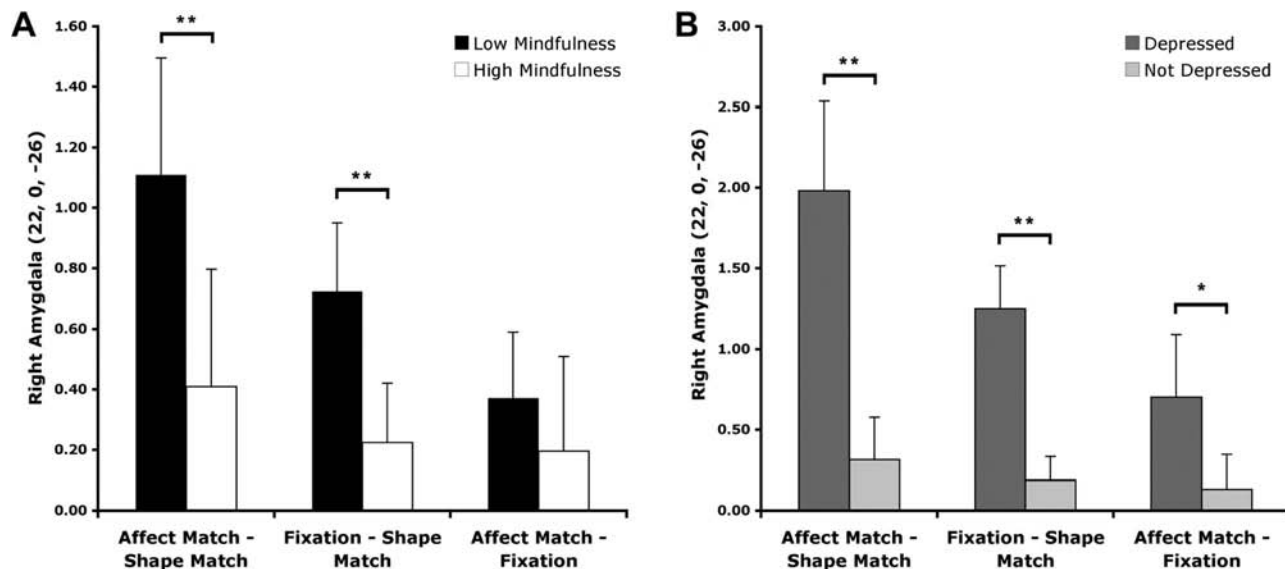 A
Right Amygdala (22, 0, -26)
1.60
1.40
1.20
1.00
0.80
0.60
0.40
0.20
0.00
**
**
Low Mindfulness
High Mindfulness
Affect Match -
Shape Match
Fixation - Shape
Match
Affect Match -
Fixation
B
Right Amygdala (22, 0, -26)
3.00
2.50
2.00
1.50
1.00
0.50
0.00
**
**
*
Depressed
Not Depressed
Affect Match -
Shape Match
Fixation - Shape
Match
Affect Match -
Fixation